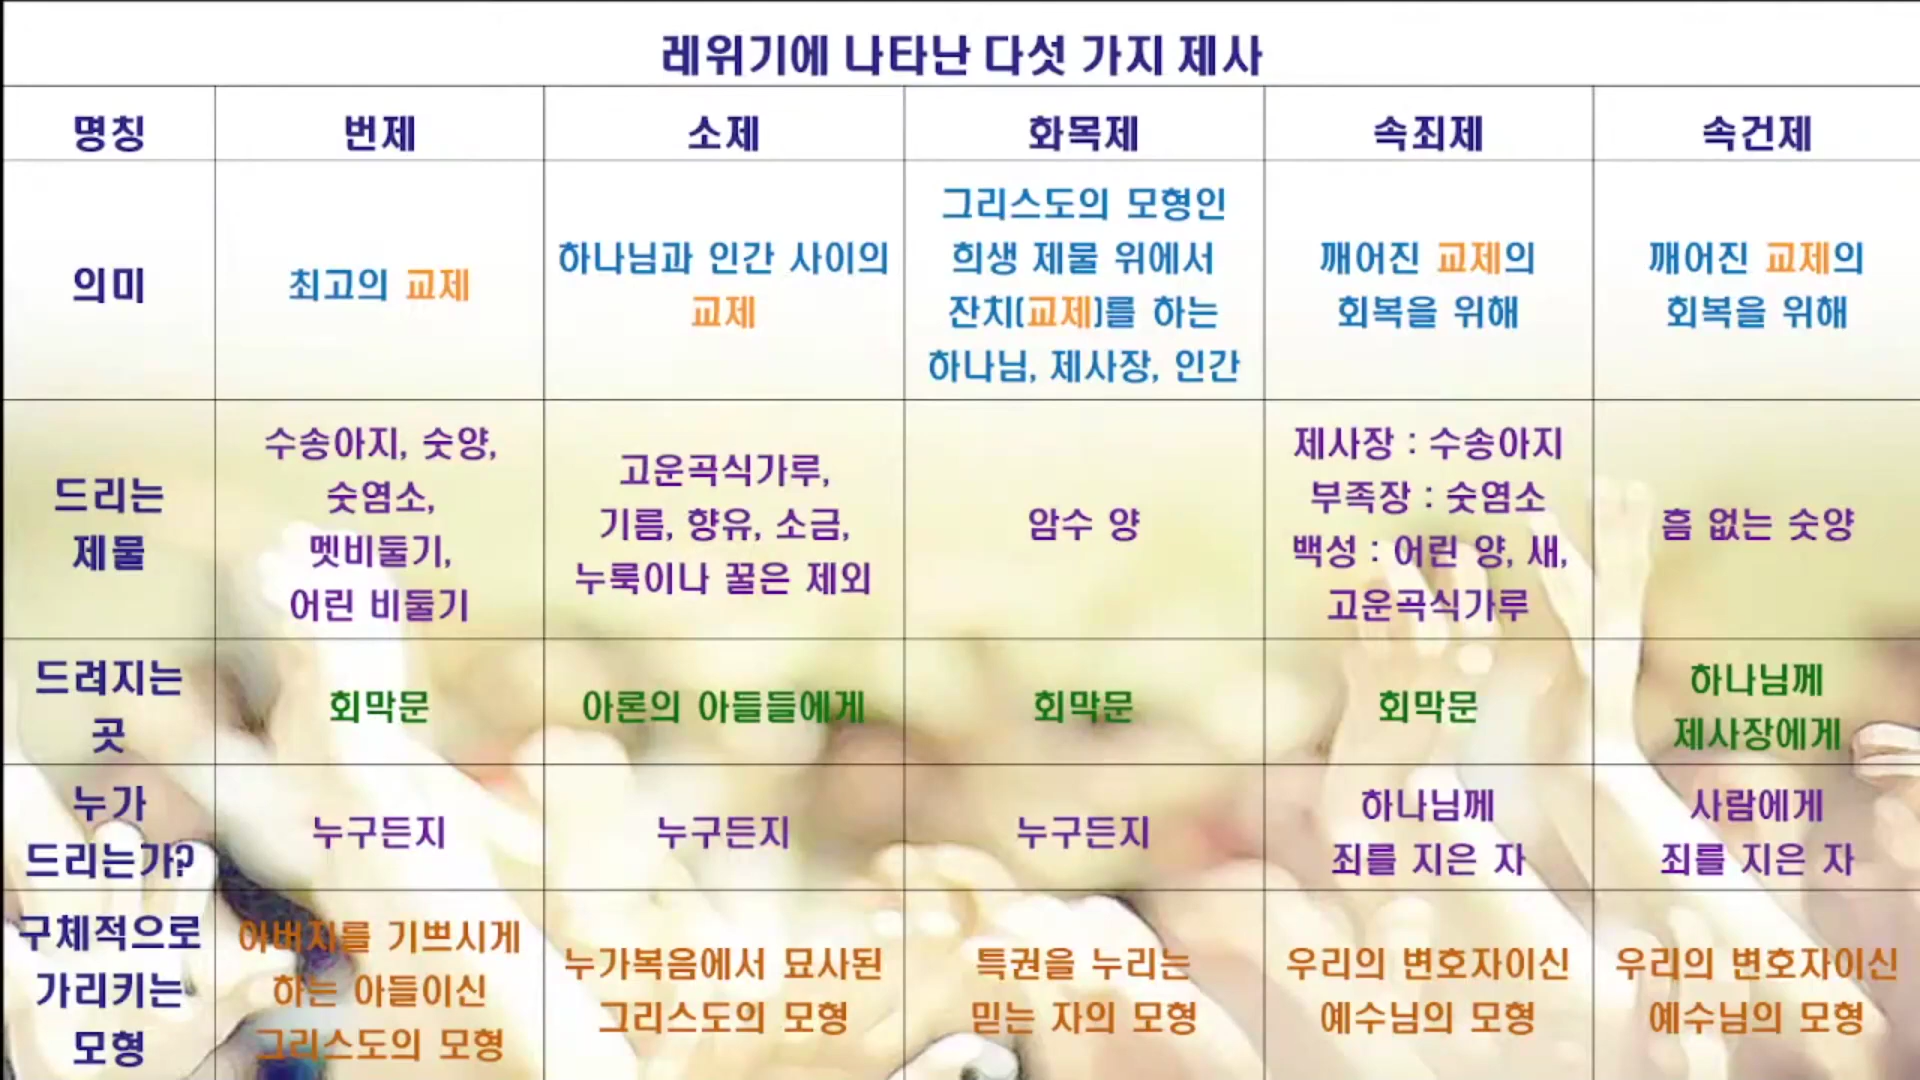 레위기에 나타난 다섯 가지 제사
명칭
번제
소제
화목제
속죄제
속건제
의미
최고의 교제
하나님과 인간 사이의
교제
그리스도의 모형인
희생 제물 위에서
잔치(교제)를 하는
하나님, 제사장, 인간
깨어진 교제의
회복을 위해
깨어진 교제의
회복을 위해
드리는
제물
수송아지, 숫양,
숫염소,
멧비둘기,
어린 비둘기
고운곡식가루,
기름, 향유, 소금,
누룩이나 꿀은 제외
암수 양
제사장 : 수송아지
부족장 : 숫염소
백성 : 어린 양, 새,
고운곡식가루
흠 없는 숫양
드려지는
곳
회막문
아론의 아들들에게
회막문
회막문
하나님께
제사장에게
누가
드리는가?
누구든지
누구든지
누구든지
하나님께
죄를 지은 자
사람에게
죄를 지은 자
구체적으로
가리키는
모형
아버지를 기쁘시게
하는 아들이신
그리스도의 모형
누가복음에서 묘사된
그리스도의 모형
특권을 누리는
믿는 자의 모형
우리의 변호자이신
예수님의 모형
우리의 변호자이신
예수님의 모형